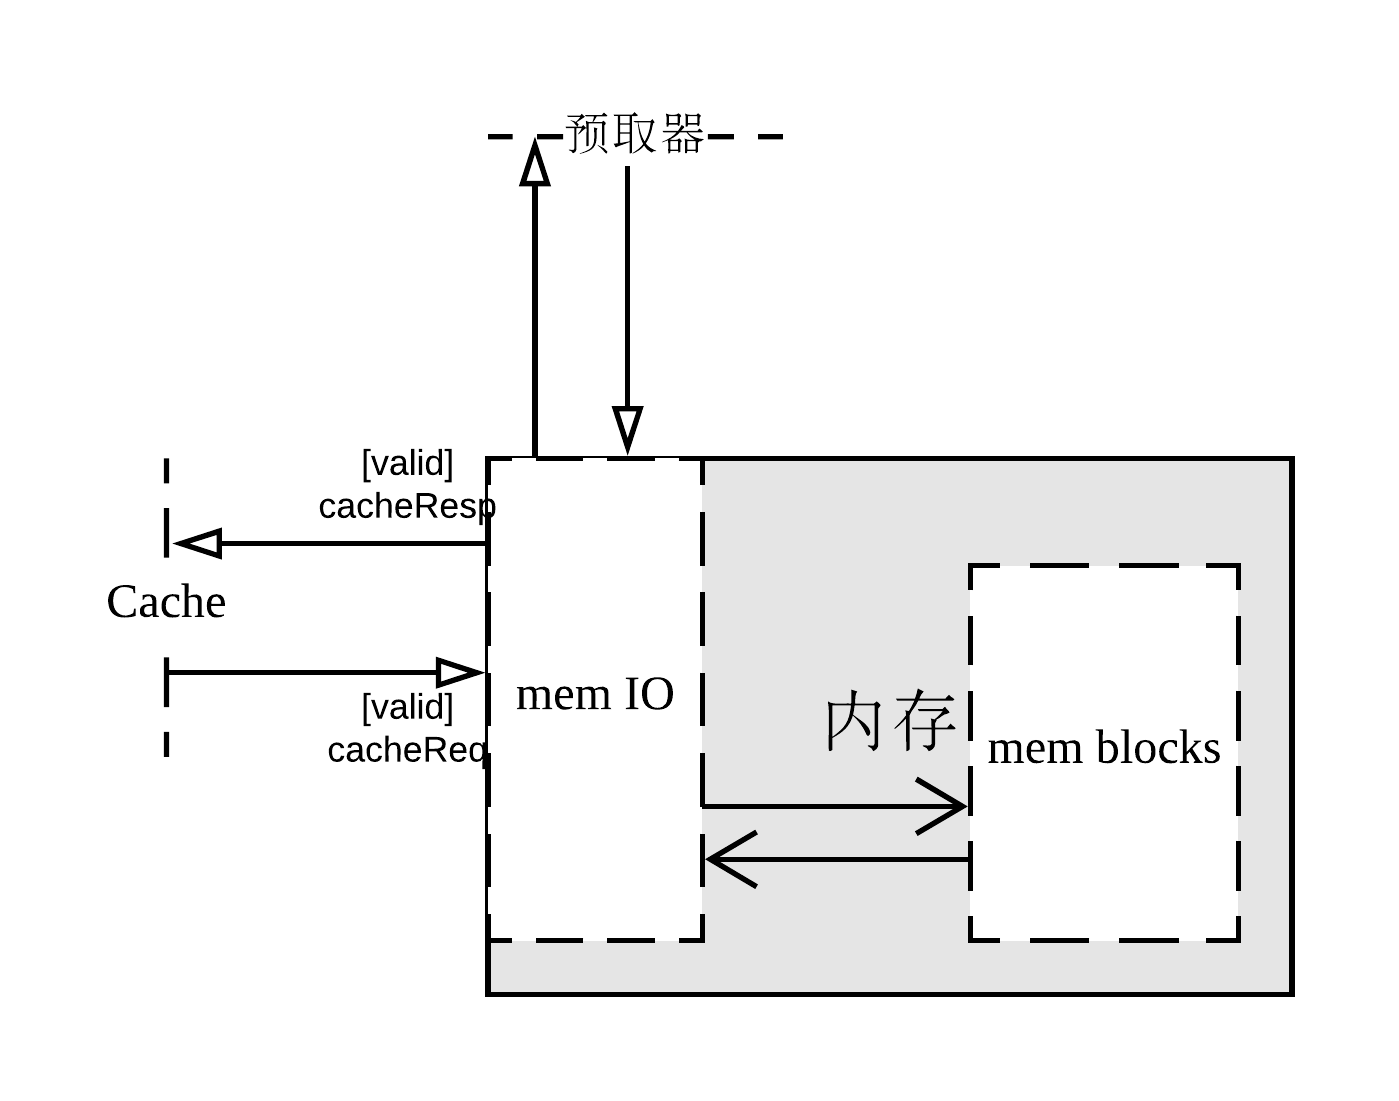 预取器
[valid]
cacheResp
Cache
[valid]
cacheReq
mem IO
内存
mem blocks